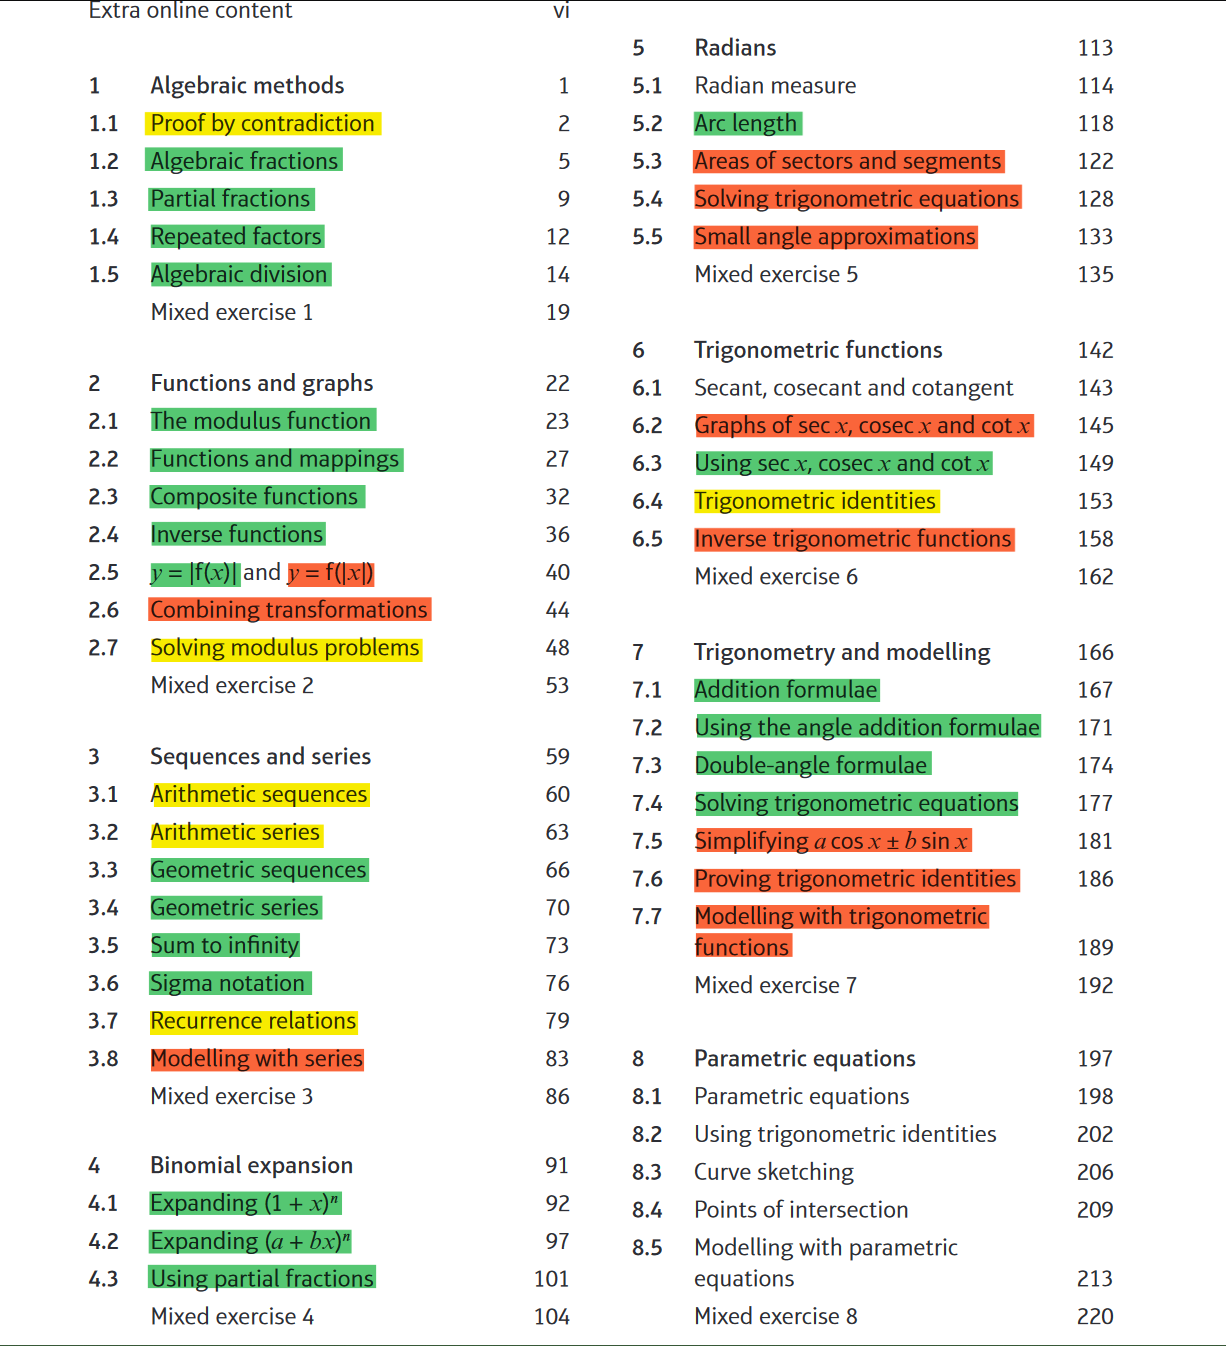 Extra online content vi
1 Algebraic methods 1
1.1 Proof by contradiction 2
1.2 Algebraic fractions 5
1.3 Partial fractions 9
1.4 Repeated factors 12
1.5 Algebraic division 14
Mixed exercise 1 19
2 Functions and graphs 22
2.1 The modulus function 23
2.2 Functions and mappings 27
2.3 Composite functions 32
2.4 Inverse functions 36
2.5 y = |f(x)| and y = f(|x|) 40
2.6 Combining transformations 44
2.7 Solving modulus problems 48
Mixed exercise 2 53
3 Sequences and series 59
3.1 Arithmetic sequences 60
3.2 Arithmetic series 63
3.3 Geometric sequences 66
3.4 Geometric series 70
3.5 Sum to infinity 73
3.6 Sigma notation 76
3.7 Recurrence relations 79
3.8 Modelling with series 83
Mixed exercise 3 86
4 Binomial expansion 91
4.1 Expanding (1 + x)ⁿ 92
4.2 Expanding (a + bx)ⁿ 97
4.3 Using partial fractions 101
Mixed exercise 4 104
5 Radians 113
5.1 Radian measure 114
5.2 Arc length 118
5.3 Areas of sectors and segments 122
5.4 Solving trigonometric equations 128
5.5 Small angle approximations 133
Mixed exercise 5 135
6 Trigonometric functions 142
6.1 Secant, cosecant and cotangent 143
6.2 Graphs of sec x, cosec x and cot x 145
6.3 Using sec x, cosec x and cot x 149
6.4 Trigonometric identities 153
6.5 Inverse trigonometric functions 158
Mixed exercise 6 162
7 Trigonometry and modelling 166
7.1 Addition formulae 167
7.2 Using the angle addition formulae 171
7.3 Double-angle formulae 174
7.4 Solving trigonometric equations 177
7.5 Simplifying a cos x ± b sin x 181
7.6 Proving trigonometric identities 186
7.7 Modelling with trigonometric
functions 189
Mixed exercise 7 192
8 Parametric equations 197
8.1 Parametric equations 198
8.2 Using trigonometric identities 202
8.3 Curve sketching 206
8.4 Points of intersection 209
8.5 Modelling with parametric
equations 213
Mixed exercise 8 220